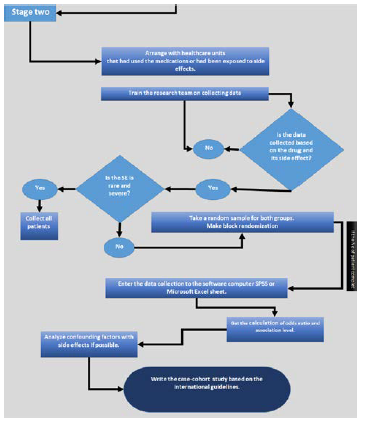 Stage two
Arrange with healthcare units
that had used the medications or had been exposed to side
effects.
Train the research team on collecting data
Is the data
collected based
on the drug and
its side effect?
No
Is the SE is
rare and
severe?
Yes
Yes
Collect all
patients
No
Take a random sample for both groups.
Make block randomization
Enter the data collection to the software computer SPSS or
Microsoft Excel sheet.
the calculation of odds ratio and
level.
Analyse confounding factors with
side effects if possible.
Write the case-cohort study based on the
international guidelines.